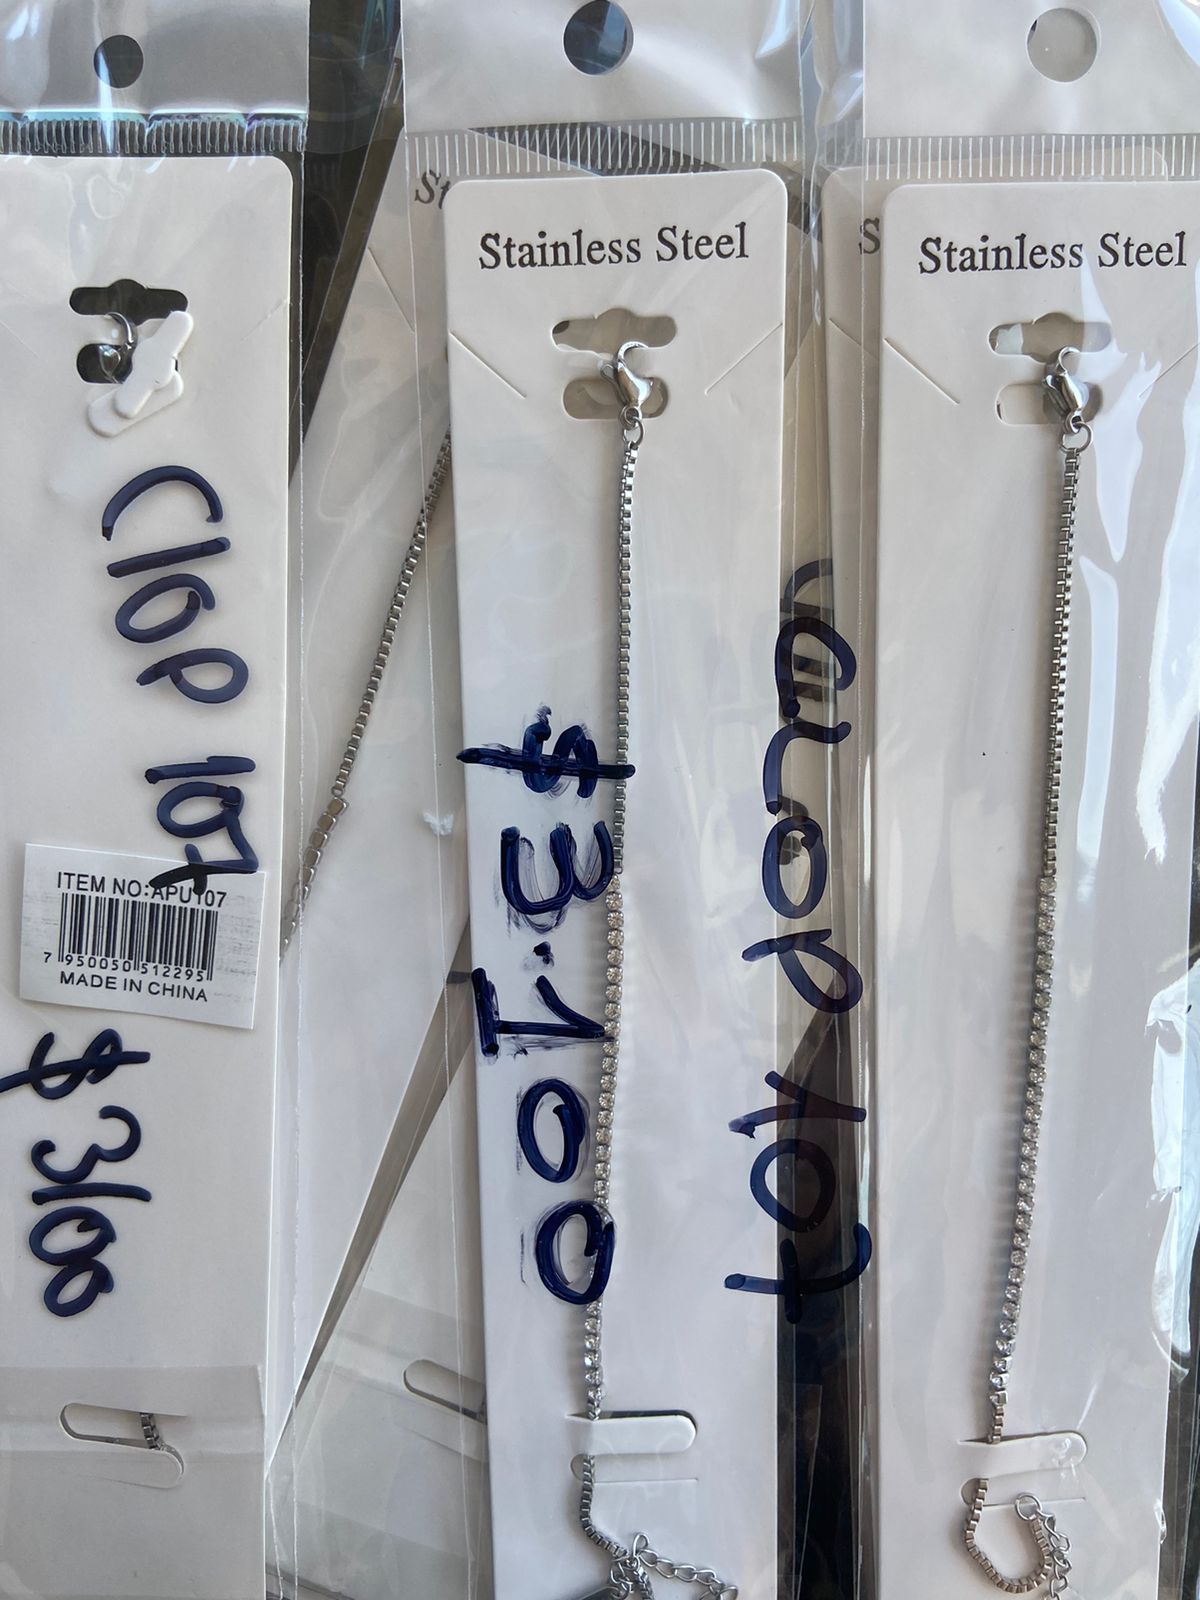 Clop 107
ITEM NO:APU107
7 950050 512295
MADE IN CHINA
$3100
St
Stainless Steel
$3.100
107
S
Stainless Steel